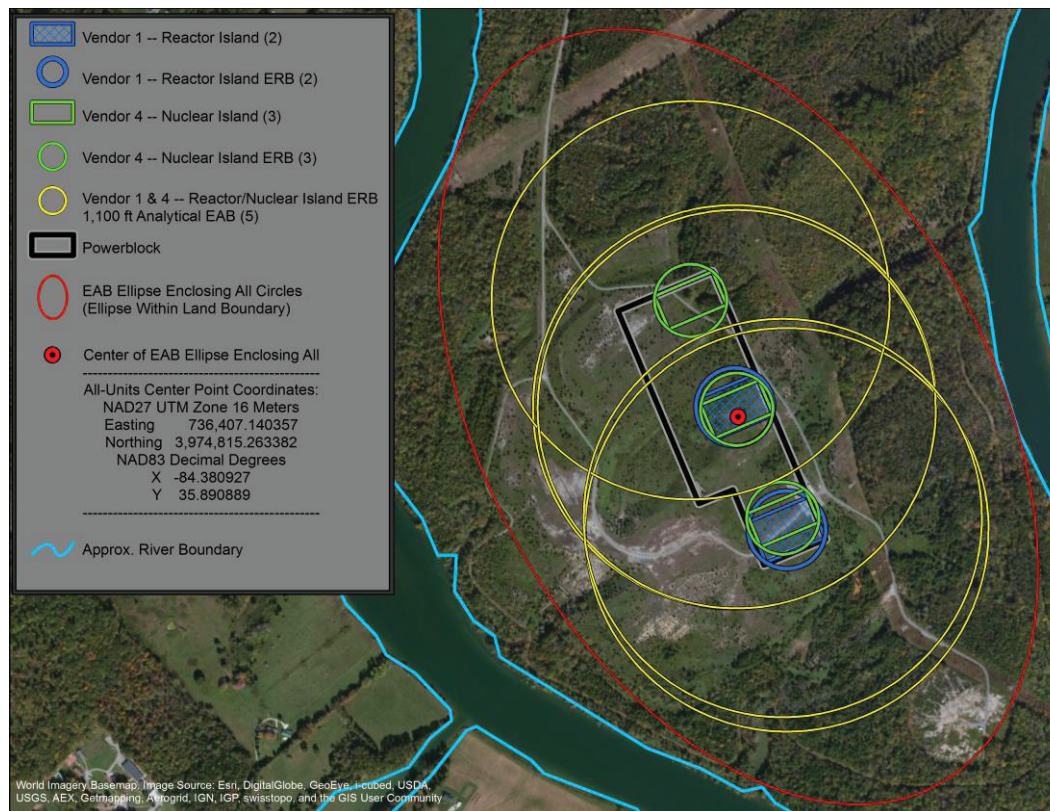 Vendor 1 -- Reactor Island (2)
Vendor 1 -- Reactor Island ERB (2)
Vendor 4 -- Nuclear Island (3)
Vendor 4 -- Nuclear Island ERB (3)
Vendor 1 & 4 -- Reactor/Nuclear Island ERB
1,100 ft Analytical EAB (5)
Powerblock
EAB Ellipse Enclosing All Circles
(Ellipse Within Land Boundary)
Center of EAB Ellipse Enclosing All
----------------------------------------
All-Units Center Point Coordinates:
NAD27 UTM Zone 16 Meters
Easting 736,407.140357
Northing 3,974,815.263382
NAD83 Decimal Degrees
X -84.380927
Y 35.890889
----------------------------------------
Approx. River Boundary
World Imagery Basemap. Image Source: Esri, DigitalGlobe, GeoEye, i-cubed, USDA,
USGS, AEX, Getmapping, Aerogrid, IGN, IGP, swisstopo, and the GIS User Community